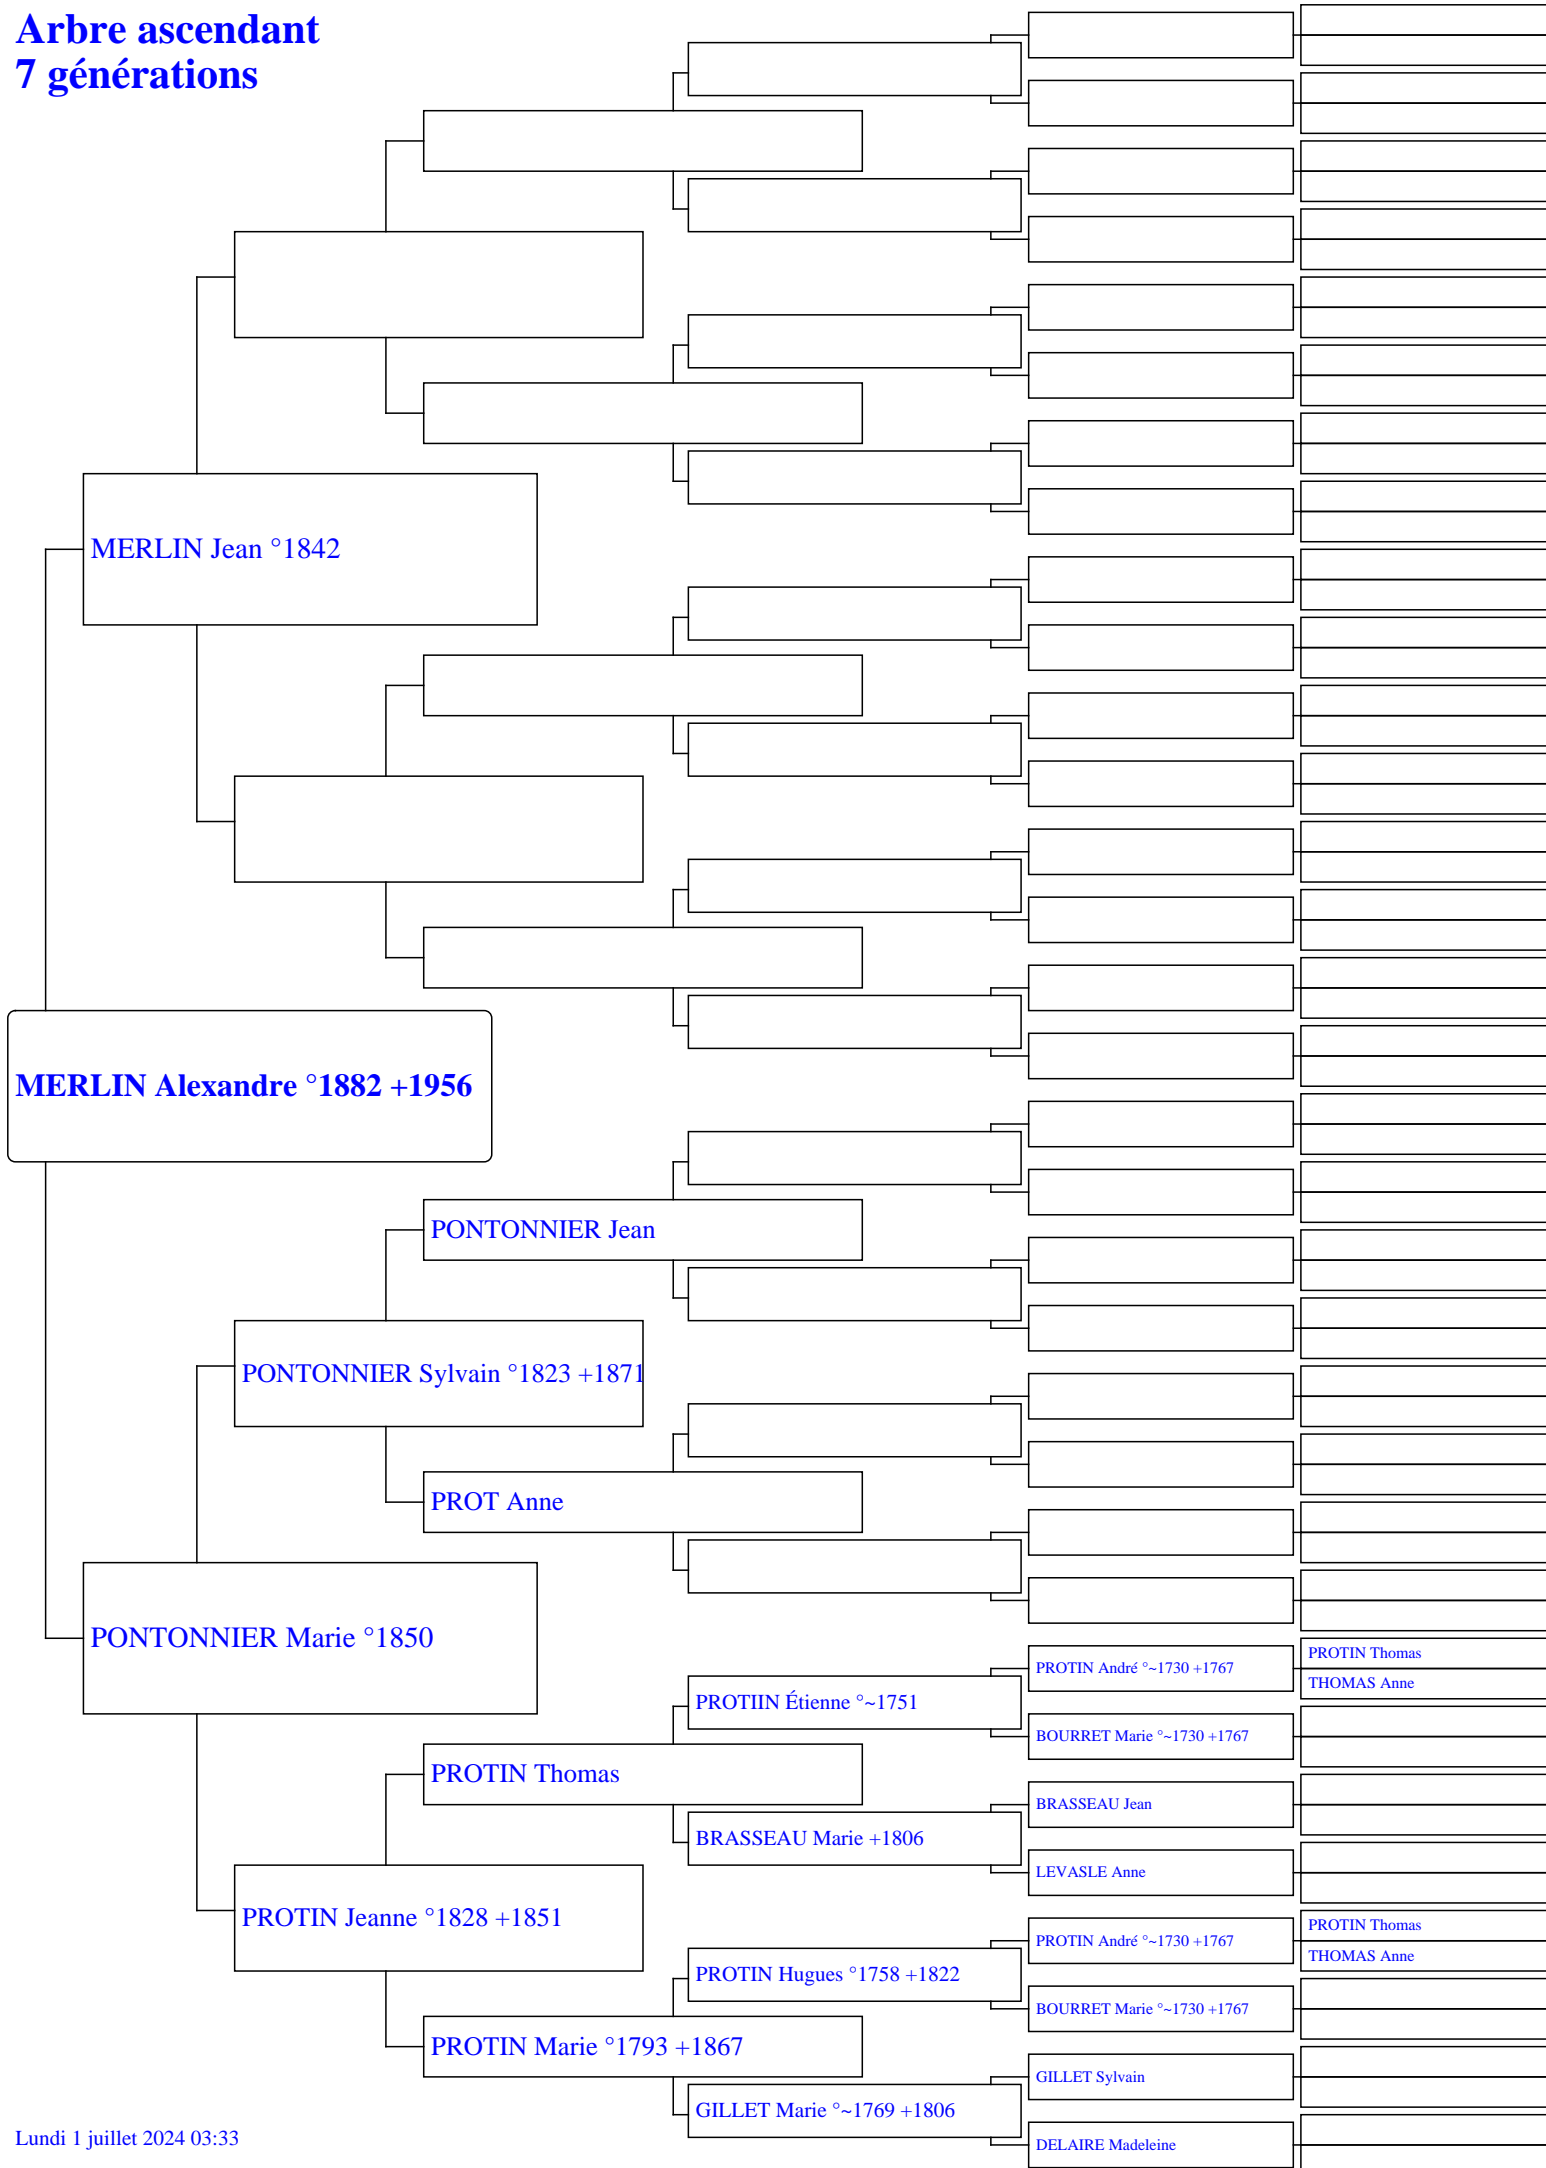 Arbre ascendant
7 générations
MERLIN Jean °1842
MERLIN Alexandre °1882 +1956
PONTONNIER Jean
PONTONNIER Sylvain °1823 +1871
PROT Anne
PONTONNIER Marie °1850
PROTIN Thomas
PROTIN André °~1730 +1767
THOMAS Anne
PROTIIN Étienne °~1751
BOURRET Marie °~1730 +1767
PROTIN Thomas
BRASSEAU Jean
BRASSEAU Marie +1806
LEVASLE Anne
PROTIN Jeanne °1828 +1851
PROTIN Thomas
PROTIN André °~1730 +1767
THOMAS Anne
PROTIN Hugues °1758 +1822
BOURRET Marie °~1730 +1767
PROTIN Marie °1793 +1867
GILLET Sylvain
GILLET Marie °~1769 +1806
DELAIRE Madeleine
Lundi 1 juillet 2024 03:33